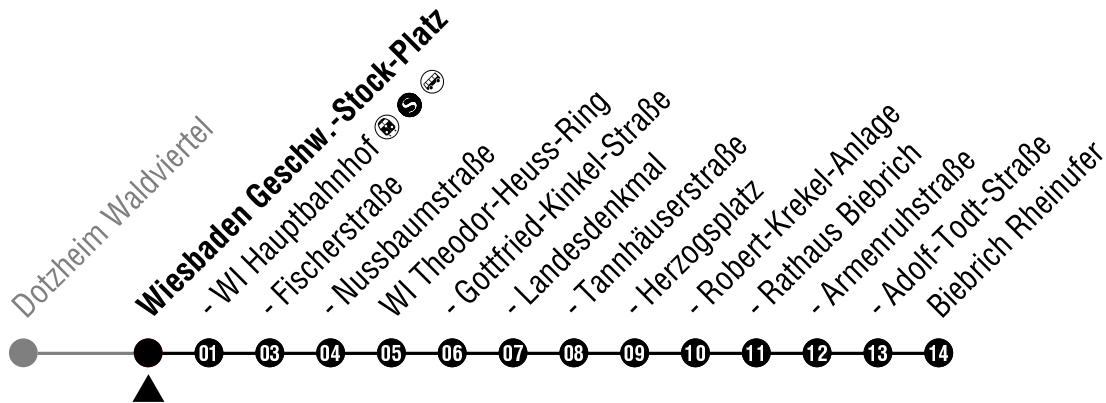 Dotzheim Waldviertel
Wiesbaden Geschw.-Stock-Platz
- WI Hauptbahnhof S
- Fischerstraße
- Nussbaumstraße
WI Theodor-Heuss-Ring
- Gottfried-Kinkel-Straße
- Landesdenkmal
- Tannhäuserstraße
- Herzogsplatz
- Robert-Krekel-Anlage
- Rathaus Biebrich
- Armenruhstraße
- Adolf-Todt-Straße
Biebrich Rheinufer
01 03 04 05 06 07 08 09 10 11 12 13 14